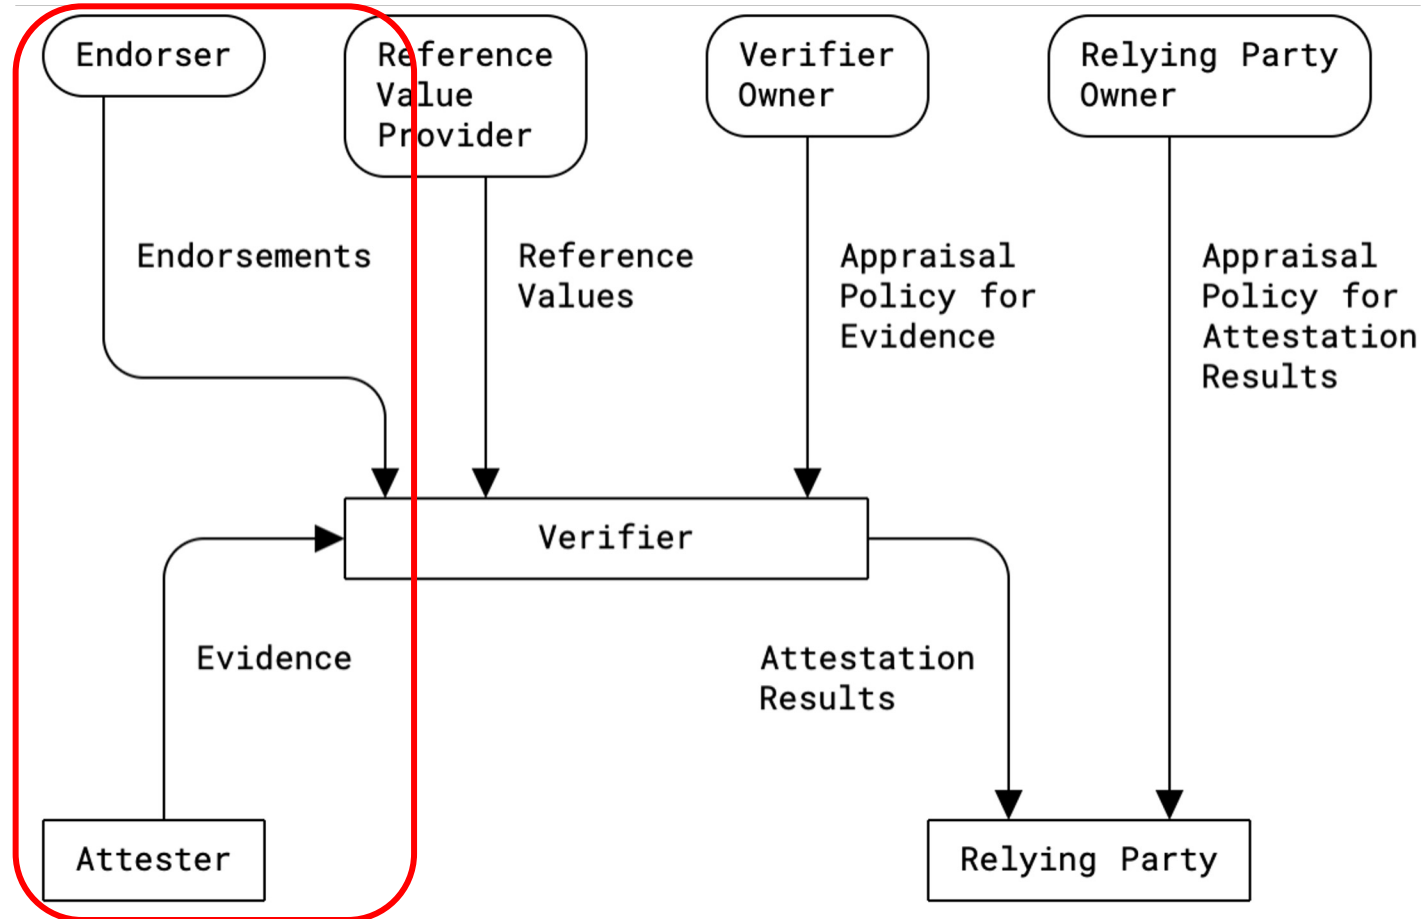 Endorser
Reference
Value
Provider
Verifier
Owner
Relying Party
Owner
Endorsements
Reference
Values
Appraisal
Policy for
Evidence
Appraisal
Policy for
Attestation
Results
Verifier
Evidence
Attestation
Results
Attester
Relying Party